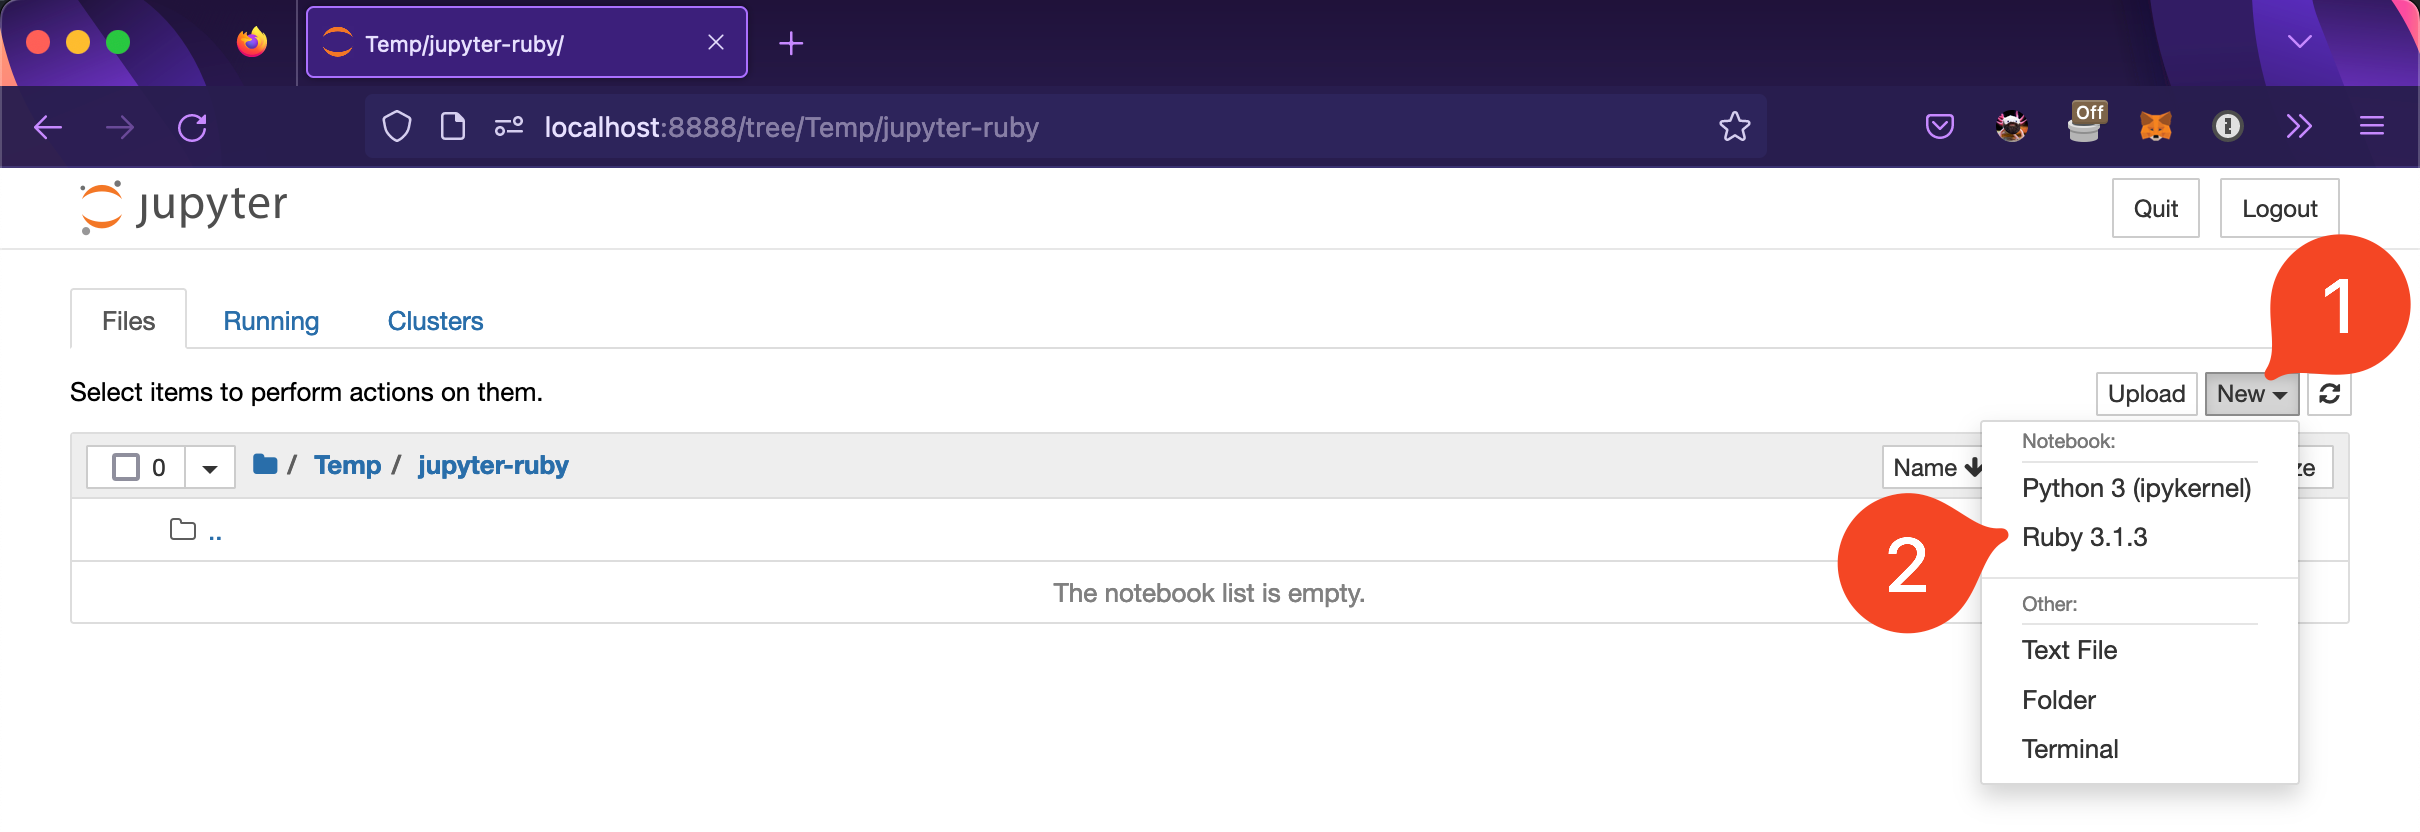 Temp/jupyter-ruby/
localhost:8888/tree/Temp/jupyter-ruby
Off
jupyter
Quit
Logout
Files
Running
Clusters
1
Select items to perform actions on them.
Upload
New
0
/ Temp / jupyter-ruby
Name
ze
Notebook:
Python 3 (ipykernel)
2
Ruby 3.1.3
..
The notebook list is empty.
Other:
Text File
Folder
Terminal